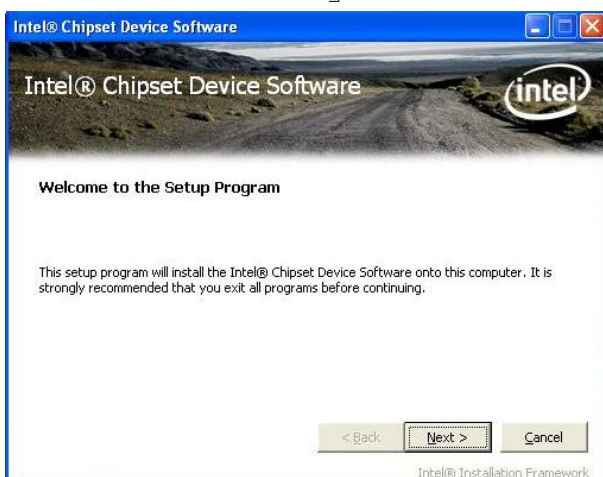 Intel® Chipset Device Software
Intel® Chipset Device Software
intel
Welcome to the Setup Program
This setup program will install the Intel® Chipset Device Software onto this computer. It is
strongly recommended that you exit all programs before continuing.
< Back Next > Cancel
Intel® Installation Framework